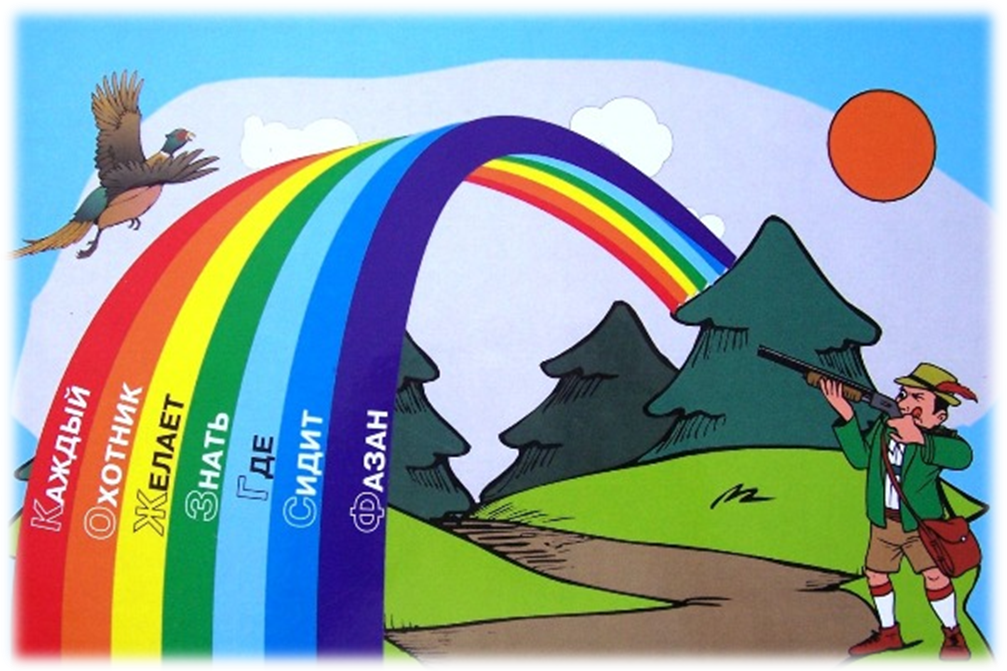 Каждый
Охотник
Желает
Знать
Где
Сидит
Фазан